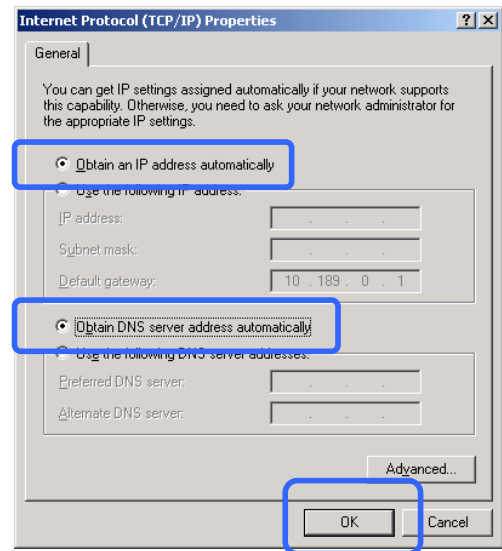 Internet Protocol (TCP/IP) Properties
General
You can get IP settings assigned automatically if your network supports
this capability. Otherwise, you need to ask your network administrator for
the appropriate IP settings.
Obtain an IP address automatically
Use the following IP address:
IP address:
Subnet mask:
Default gateway: 10 . 189 . 0 . 1
Obtain DNS server address automatically
Use the following DNS server addresses:
Preferred DNS server:
Alternate DNS server:
Advanced...
OK Cancel